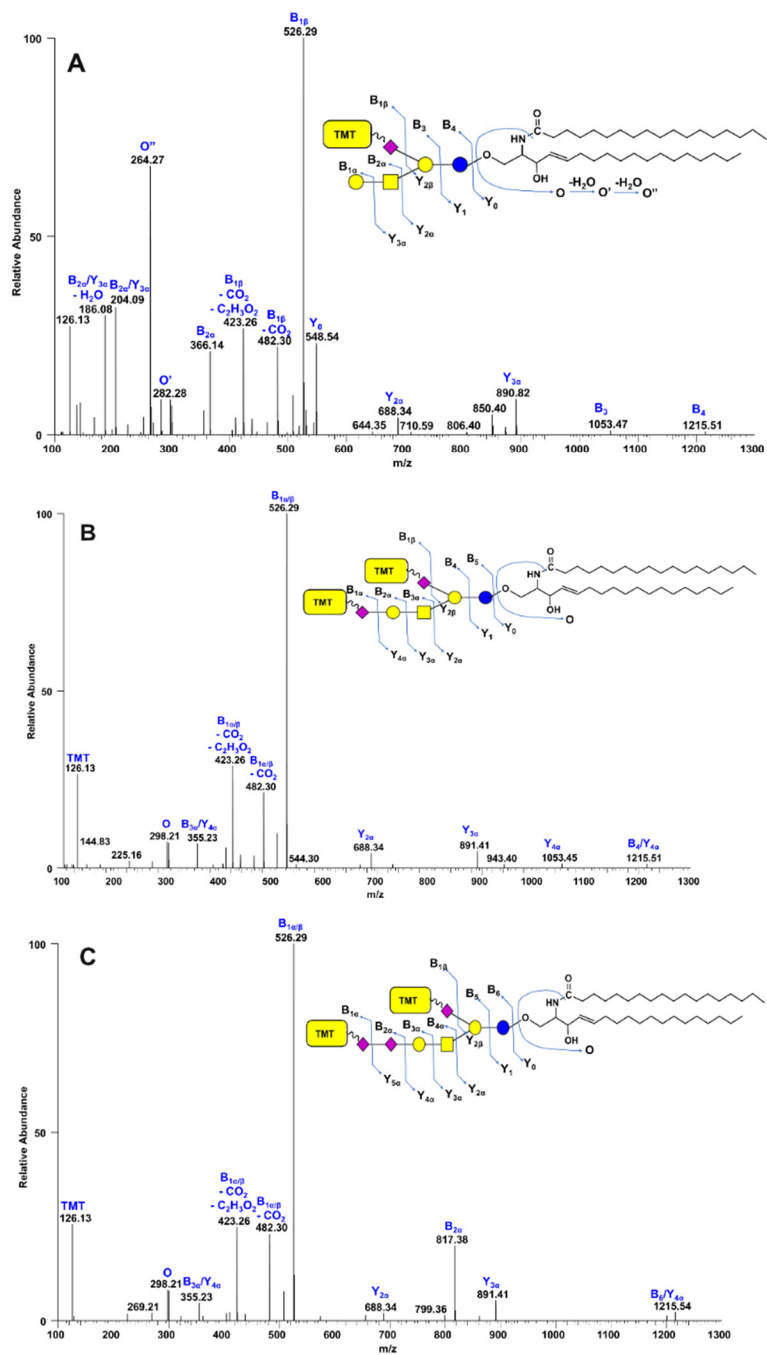 A
Relative Abundance
100
50
0
B1β
526.29
O"
264.27
B2α/Y3α
- H2O
186.08
126.13
B2α/Y3α
204.09
O'
282.28
B2α
366.14
B1β
- CO2
- C2H3O2
423.26
B1β
- CO2
482.30
Y0
548.54
644.35
Y2α
688.34
710.59
806.40
850.40
Y3α
890.82
B3
1053.47
B4
1215.51
TMT
B1β
B3
B4
B1α
B2α
Y2β
Y3α
Y2α
Y1
Y0
O
HN
O
OH
O -H2O O' -H2O O"
100 200 300 400 500 600 700 800 900 1000 1100 1200 1300
m/z
B
Relative Abundance
100
50
0
B1α/β
526.29
TMT
126.13
144.83
225.16
O
298.21
B3α/Y4α
355.23
B1α/β
- CO2
- C2H3O2
423.26
B1α/β
- CO2
482.30
544.30
Y2α
688.34
Y3α
891.41
943.40
Y4α
1053.45
B4/Y4α
1215.51
TMT
TMT
B1β
B4
B5
B1α
B2α
B3α
Y2β
Y4α
Y3α
Y2α
Y1
Y0
O
HN
O
OH
O
100 200 300 400 500 600 700 800 900 1000 1100 1200 1300
m/z
C
Relative Abundance
100
50
0
B1α/β
526.29
TMT
126.13
269.21
O
298.21
B3α/Y4α
355.23
B1α/β
- CO2
- C2H3O2
423.26
B1α/β
- CO2
482.30
Y2α
688.34
799.36
B2α
817.38
Y3α
891.41
B6/Y4α
1215.54
TMT
TMT
B1β
B5
B6
B1α
B2α
B3α
B4α
Y2β
Y5α
Y4α
Y3α
Y2α
Y1
Y0
O
HN
O
OH
O
100 200 300 400 500 600 700 800 900 1000 1100 1200 1300
m/z